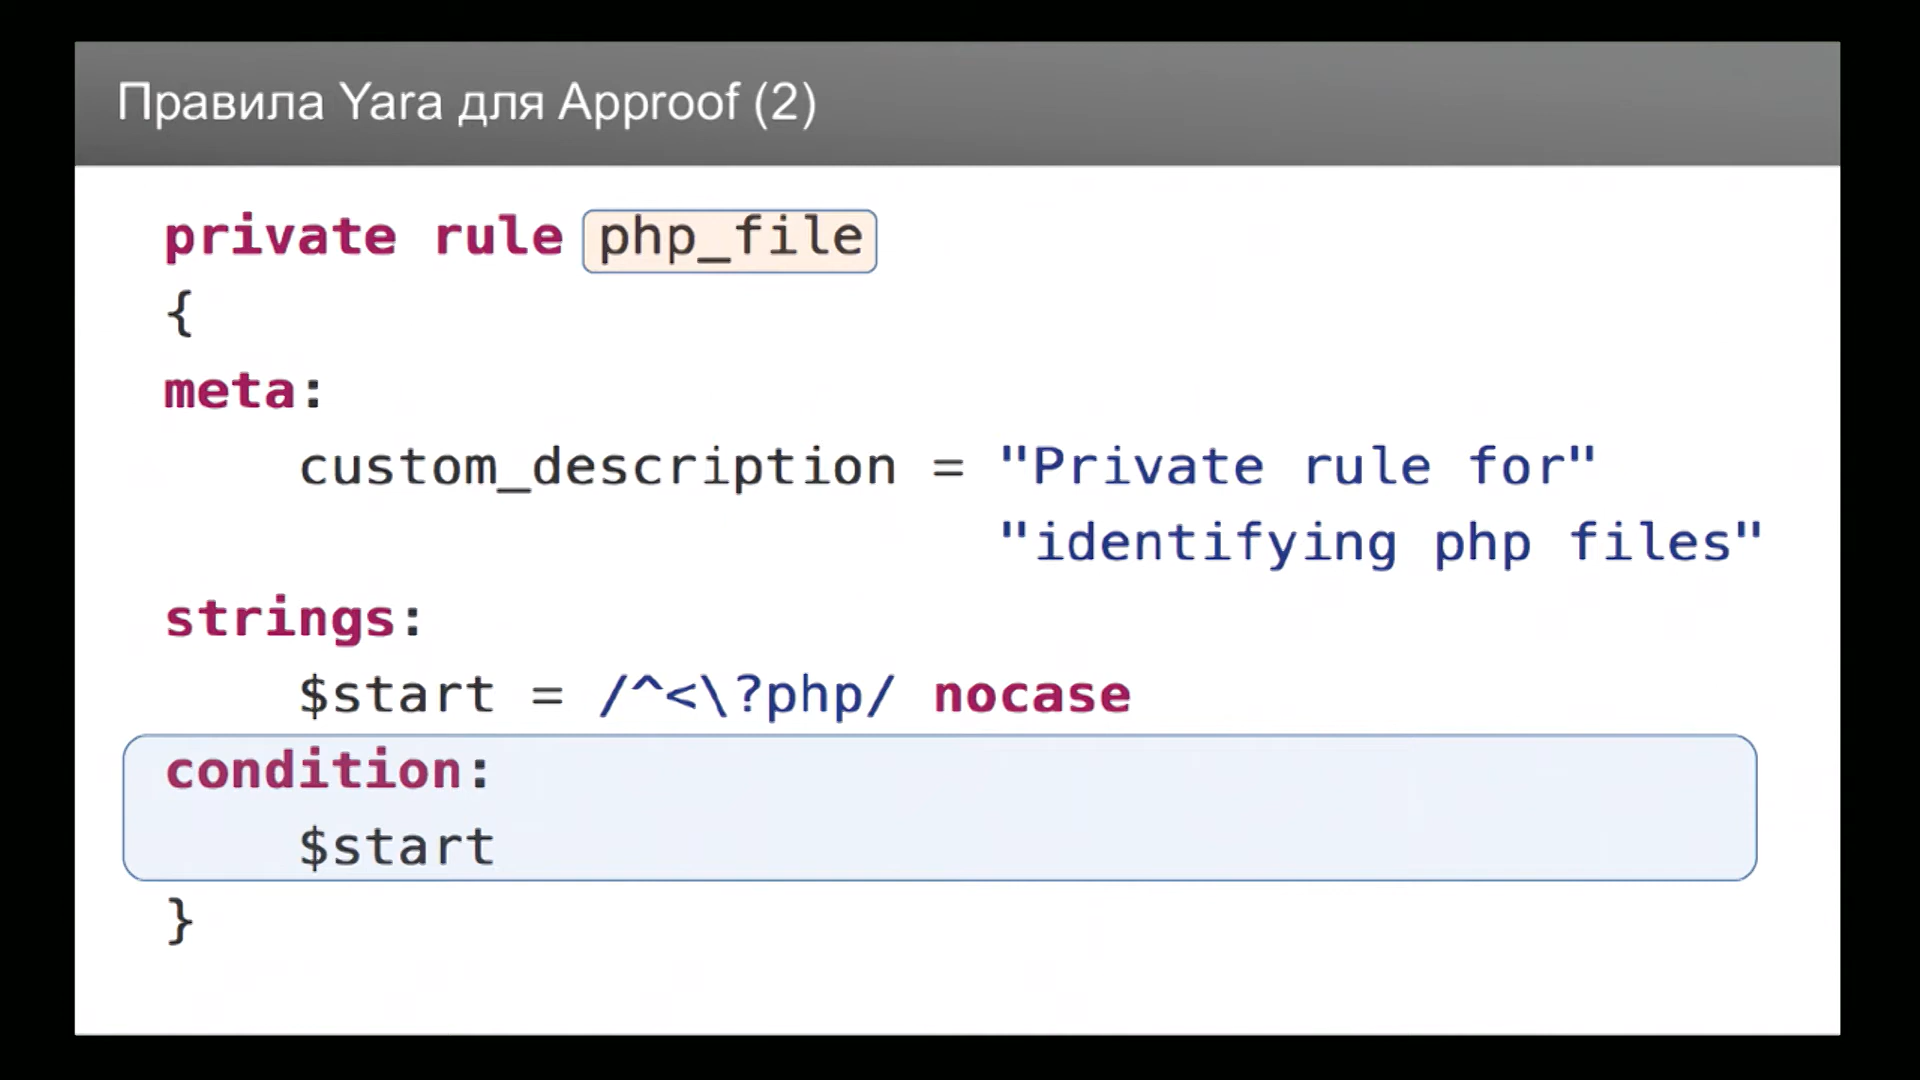 Правила Yara для Approof (2)
private rule php_file
{
meta:
    custom_description = "Private rule for"
                         "identifying php files"
strings:
    $start = /^<\?php/ nocase
condition:
    $start
}